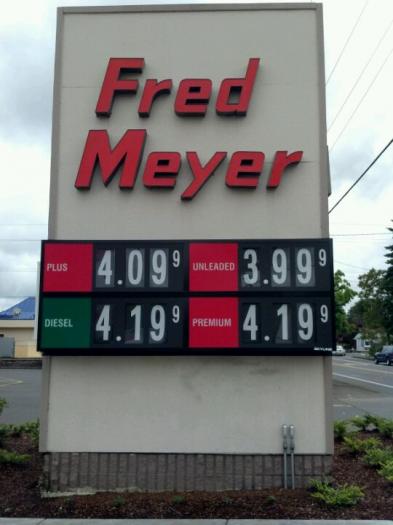 Fred
Meyer
PLUS 4.09 9 UNLEADED 3.99 9
DIESEL 4.19 9 PREMIUM 4.19 9